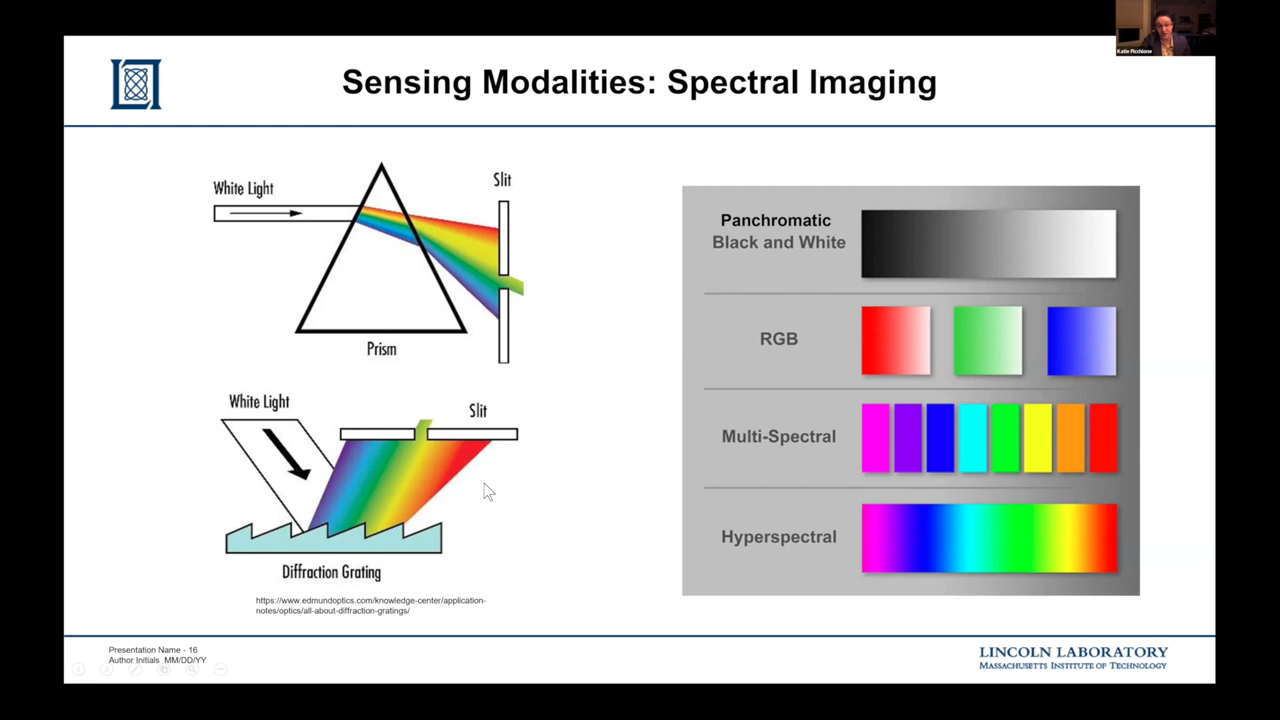 Katie Picchione
Sensing Modalities: Spectral Imaging
White Light
Slit
Prism
White Light
Slit
Diffraction Grating
https://www.edmundoptics.com/knowledge-center/application-
notes/optics/all-about-diffraction-gratings/
Panchromatic
Black and White
RGB
Multi-Spectral
Hyperspectral
Presentation Name - 16
Author Initials MM/DD/YY
LINCOLN LABORATORY
MASSACHUSETTS INSTITUTE OF TECHNOLOGY